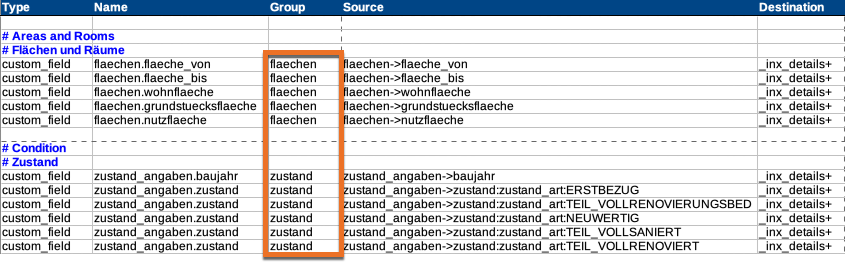 Type Name Group Source Destination
# Areas and Rooms
# Flächen und Räume
custom_field flaechen.flaeche_von flaechen flaechen->flaeche_von _inx_details+
custom_field flaechen.flaeche_bis flaechen flaechen->flaeche_bis _inx_details+
custom_field flaechen.wohnflaeche flaechen flaechen->wohnflaeche _inx_details+
custom_field flaechen.grundstuecksflaeche flaechen flaechen->grundstuecksflaeche _inx_details+
custom_field flaechen.nutzflaeche flaechen flaechen->nutzflaeche _inx_details+
# Condition
# Zustand
custom_field zustand_angaben.baujahr zustand zustand_angaben->baujahr _inx_details+
custom_field zustand_angaben.zustand zustand zustand_angaben->zustand:zustand_art:ERSTBEZUG _inx_details+
custom_field zustand_angaben.zustand zustand zustand_angaben->zustand:zustand_art:TEIL_VOLLRENOVIERUNGSBED _inx_details+
custom_field zustand_angaben.zustand zustand zustand_angaben->zustand:zustand_art:NEUWERTIG _inx_details+
custom_field zustand_angaben.zustand zustand zustand_angaben->zustand:zustand_art:TEIL_VOLLSANIERT _inx_details+
custom_field zustand_angaben.zustand zustand zustand_angaben->zustand:zustand_art:TEIL_VOLLRENOVIERT _inx_details+